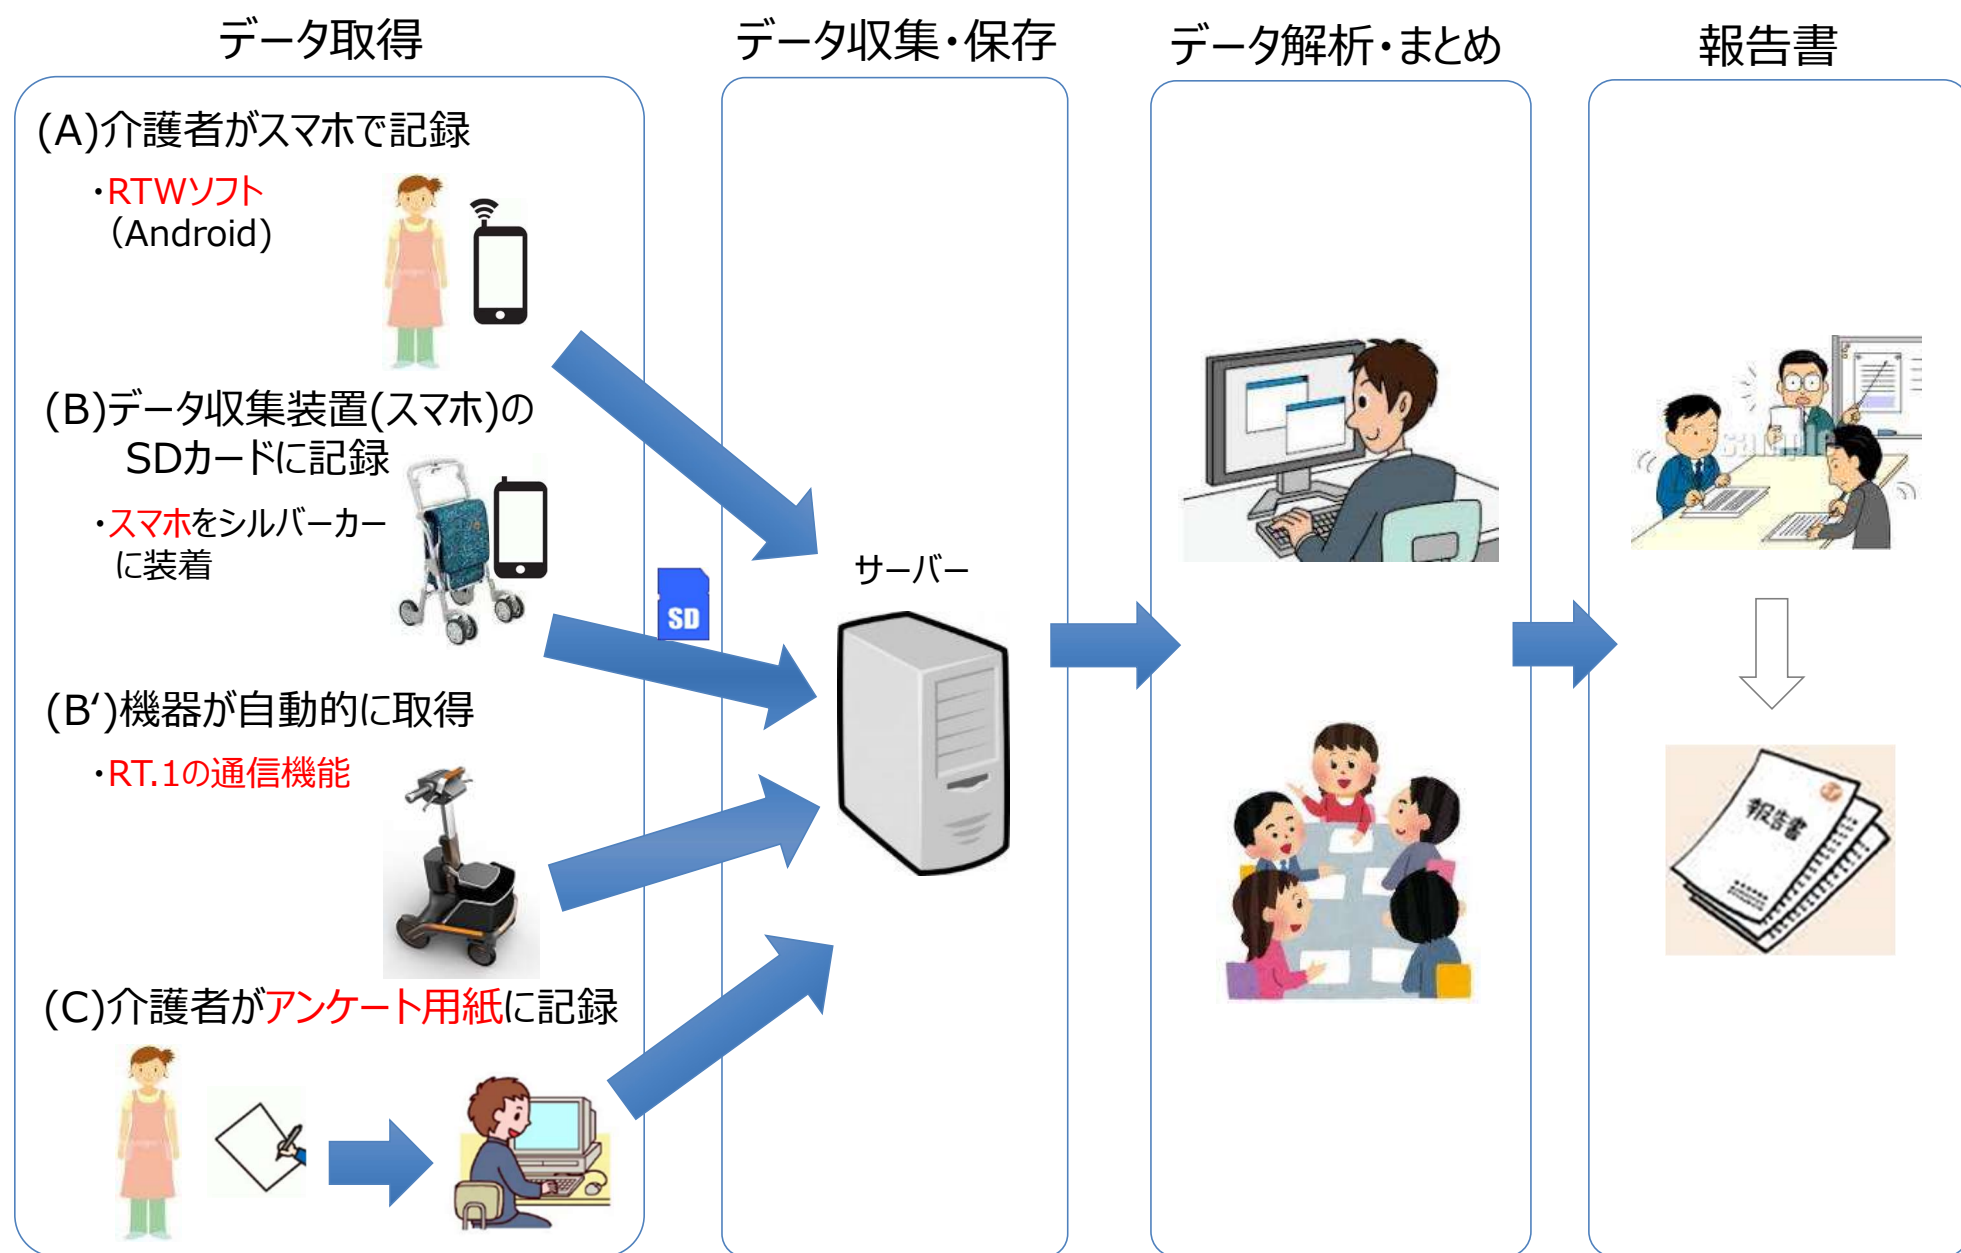 データ取得
データ収集・保存
データ解析・まとめ
報告書
(A)介護者がスマホで記録
・RTWソフト
（Android)
(B)データ収集装置(スマホ)の
SDカードに記録
・スマホをシルバーカー
に装着
SD
(B‘)機器が自動的に取得
・RT.1の通信機能
(C)介護者がアンケート用紙に記録
サーバー
sample
報告書